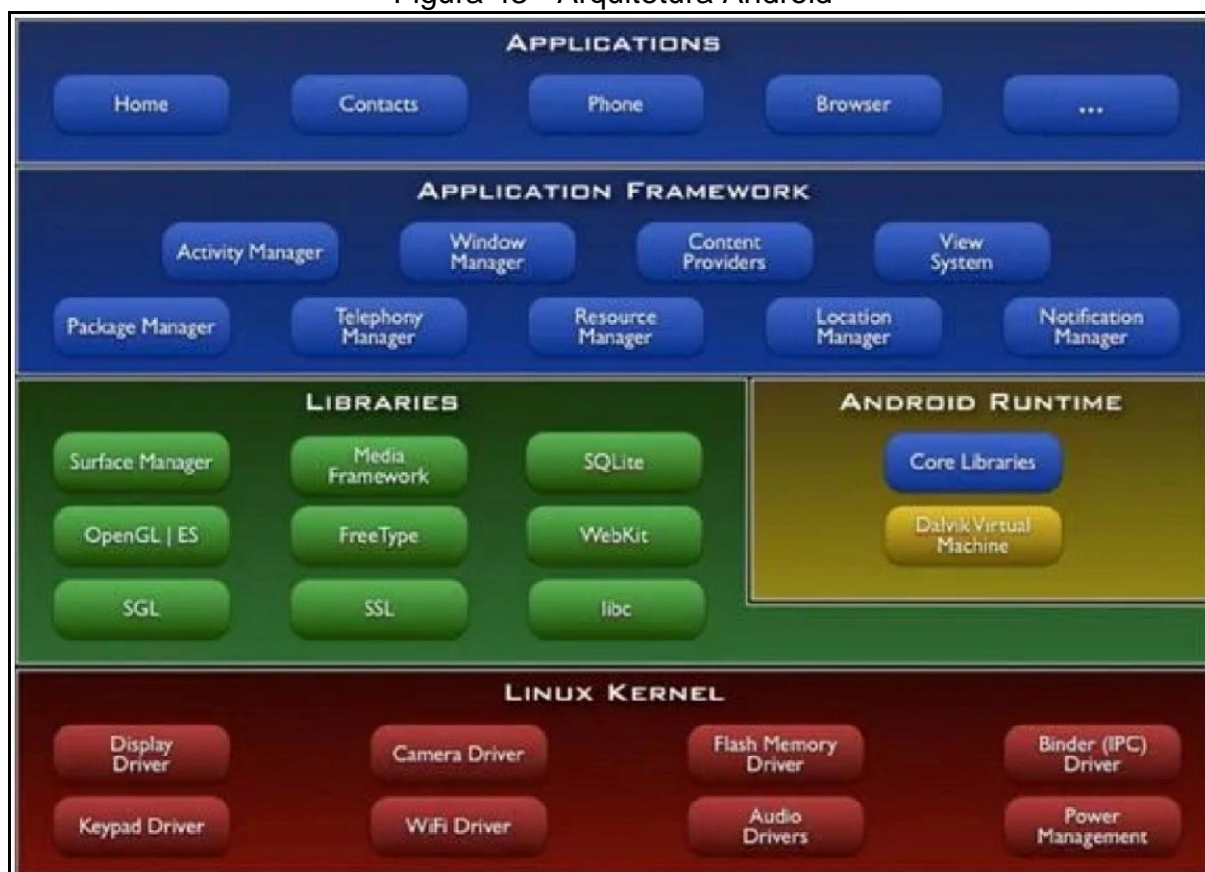 Arquitetura Android
APPLICATIONS
Home
Contacts
Phone
Browser
...
APPLICATION FRAMEWORK
Activity Manager
Window
Manager
Content
Providers
View
System
Package Manager
Telephony
Manager
Resource
Manager
Location
Manager
Notification
Manager
LIBRARIES
Surface Manager
Media
Framework
SQLite
OpenGL | ES
FreeType
WebKit
SGL
SSL
libc
ANDROID RUNTIME
Core Libraries
Dalvik Virtual
Machine
LINUX KERNEL
Display
Driver
Camera Driver
Flash Memory
Driver
Binder (IPC)
Driver
Keypad Driver
WiFi Driver
Audio
Drivers
Power
Management